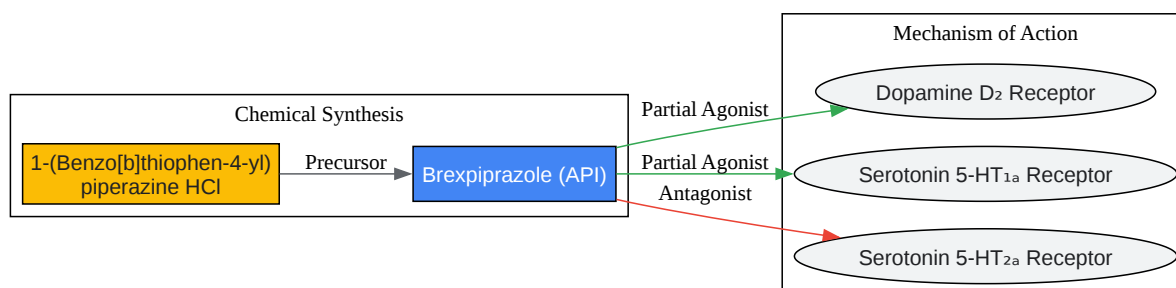 Mechanism of Action
Chemical Synthesis
1-(Benzo[b]thiophen-4-yl)
piperazine HCl
Precursor
Brexpiprazole (API)
Partial Agonist
Dopamine D₂ Receptor
Partial Agonist
Serotonin 5-HT₁ₐ Receptor
Antagonist
Serotonin 5-HT₂ₐ Receptor